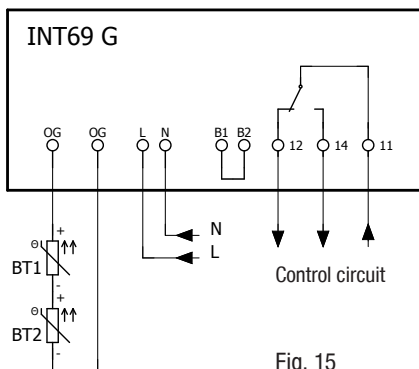 INT69 G
OG OG L N B1 B2
12 14 11
N
L
+
Θ
BT1
-
+
Θ
BT2
-
Control circuit
Fig. 15